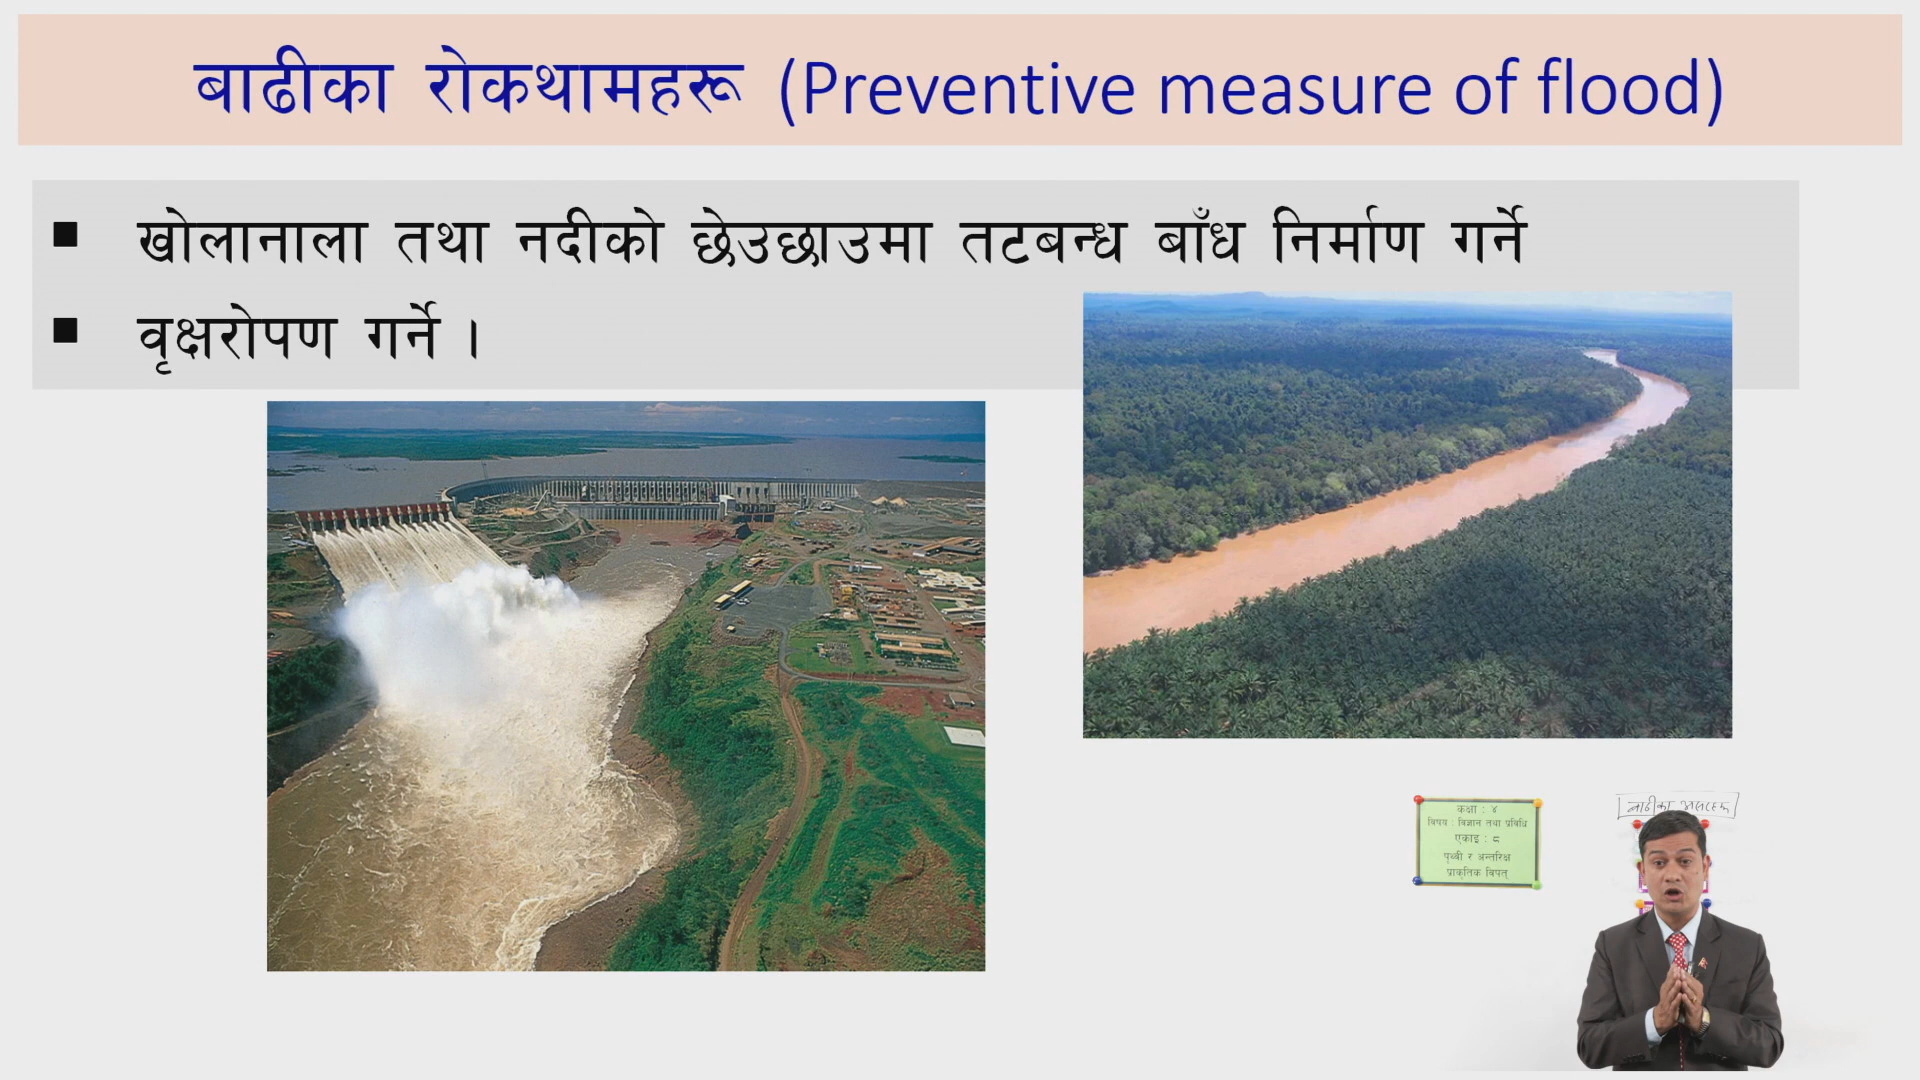 बाढीका रोकथामहरू (Preventive measure of flood)
▪ खोलानाला तथा नदीको छेउछाउमा तटबन्ध बाँध निर्माण गर्ने
▪ वृक्षरोपण गर्ने ।
कक्षा : ४
विषय : विज्ञान तथा प्रविधि
एकाइ : ८
पृथ्वी र अन्तरिक्ष
प्राकृतिक विपत्
बाढीका